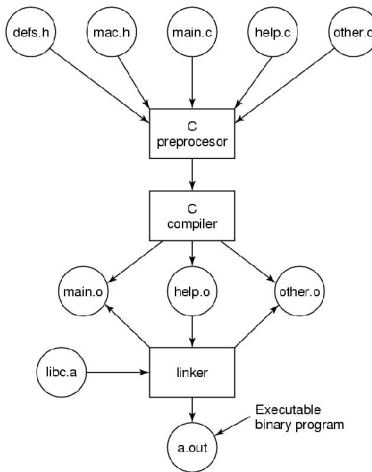 defs.h
mac.h
main.c
help.c
other.c
C
preprocesor
C
compiler
main.o
help.o
other.o
libc.a
linker
Executable
binary program
a.out